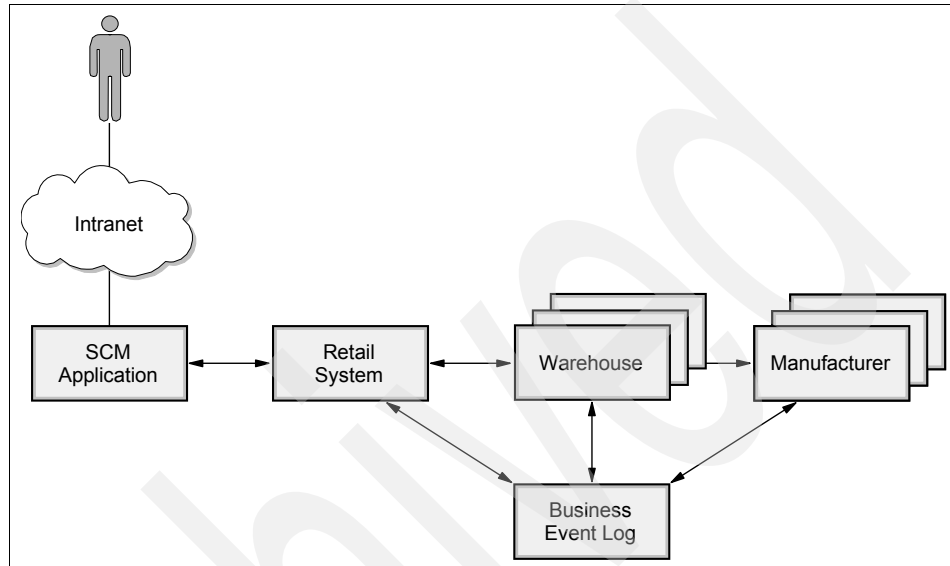 Intranet
SCM
Application
Retail
System
Warehouse
Manufacturer
Business
Event Log